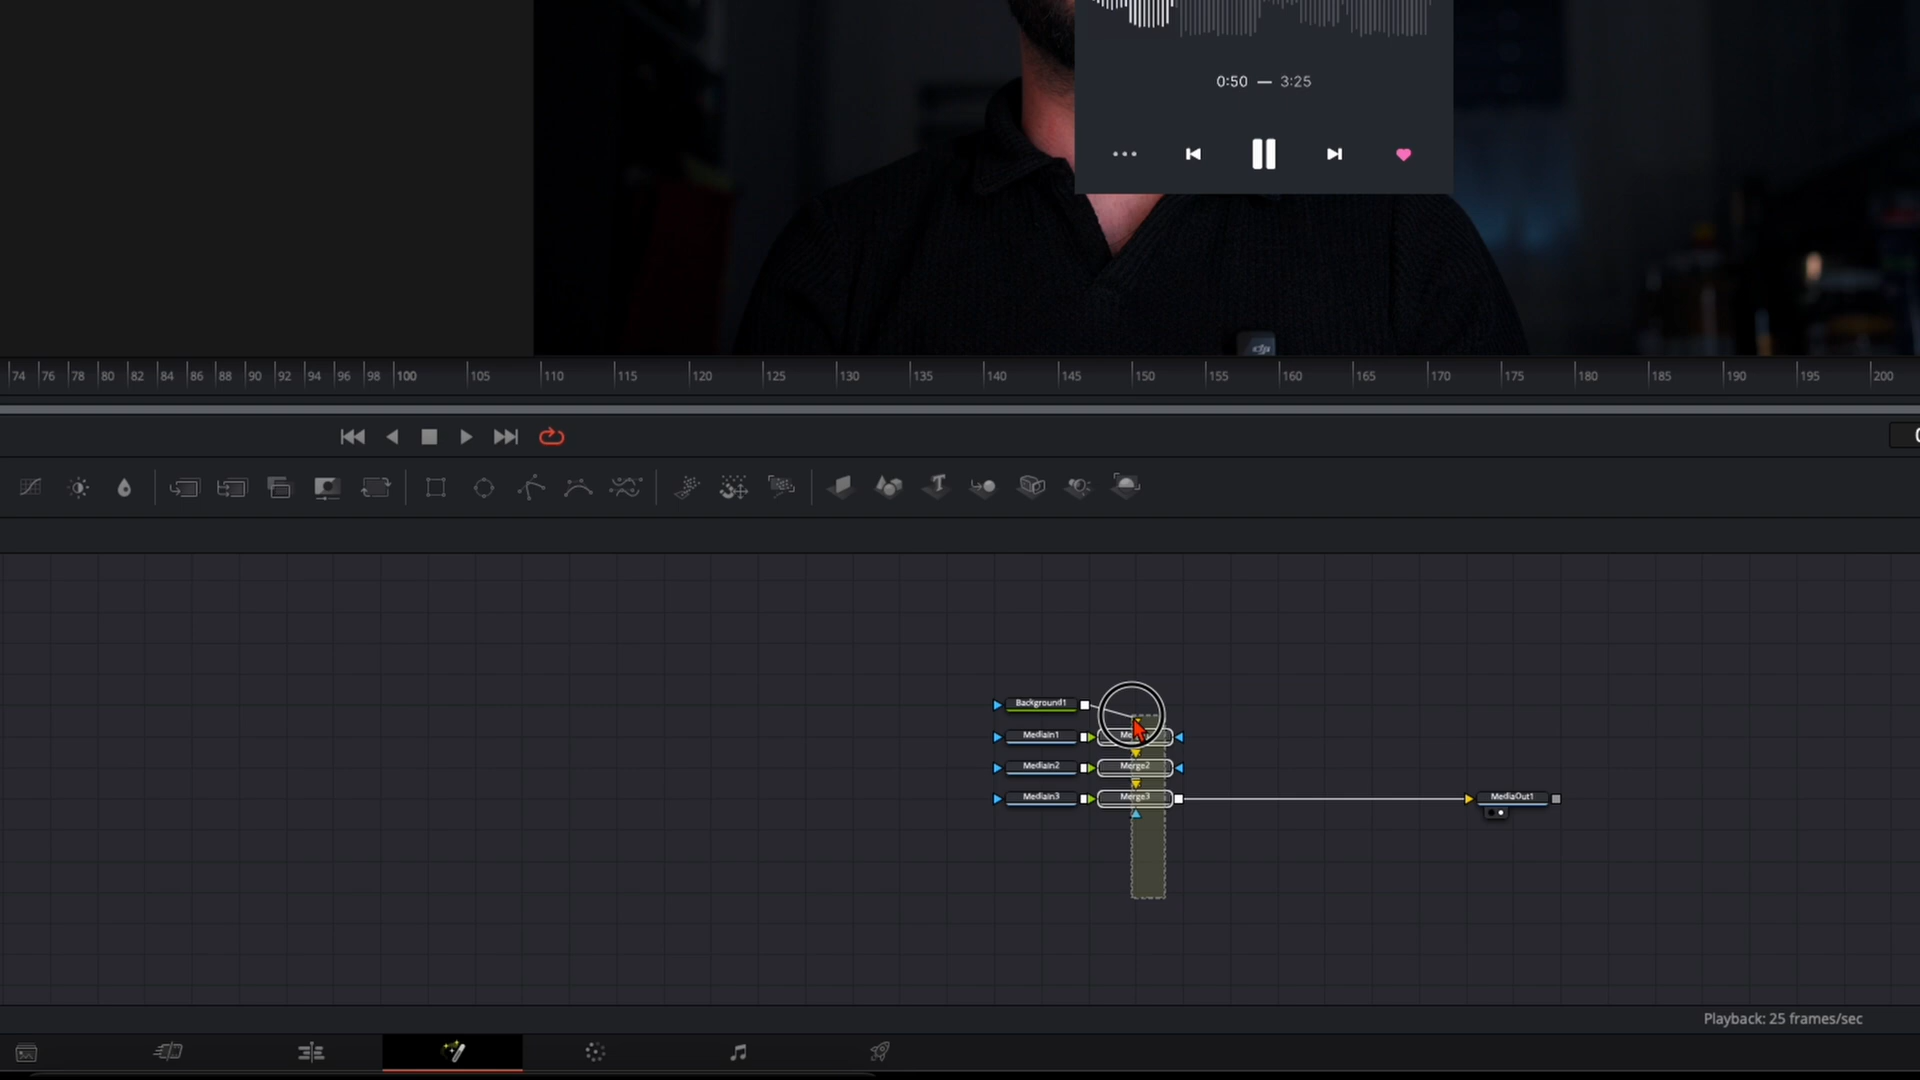 0:50 — 3:25
dji
74 76 78 80 82 84 86 88 90 92 94 96 98 100 105 110 115 120 125 130 135 140 145 150 155 160 165 170 175 180 185 190 195 200
Background1
MediaIn1
MediaIn2 Merge2
MediaIn3 Merge3 MediaOut1
Playback: 25 frames/sec